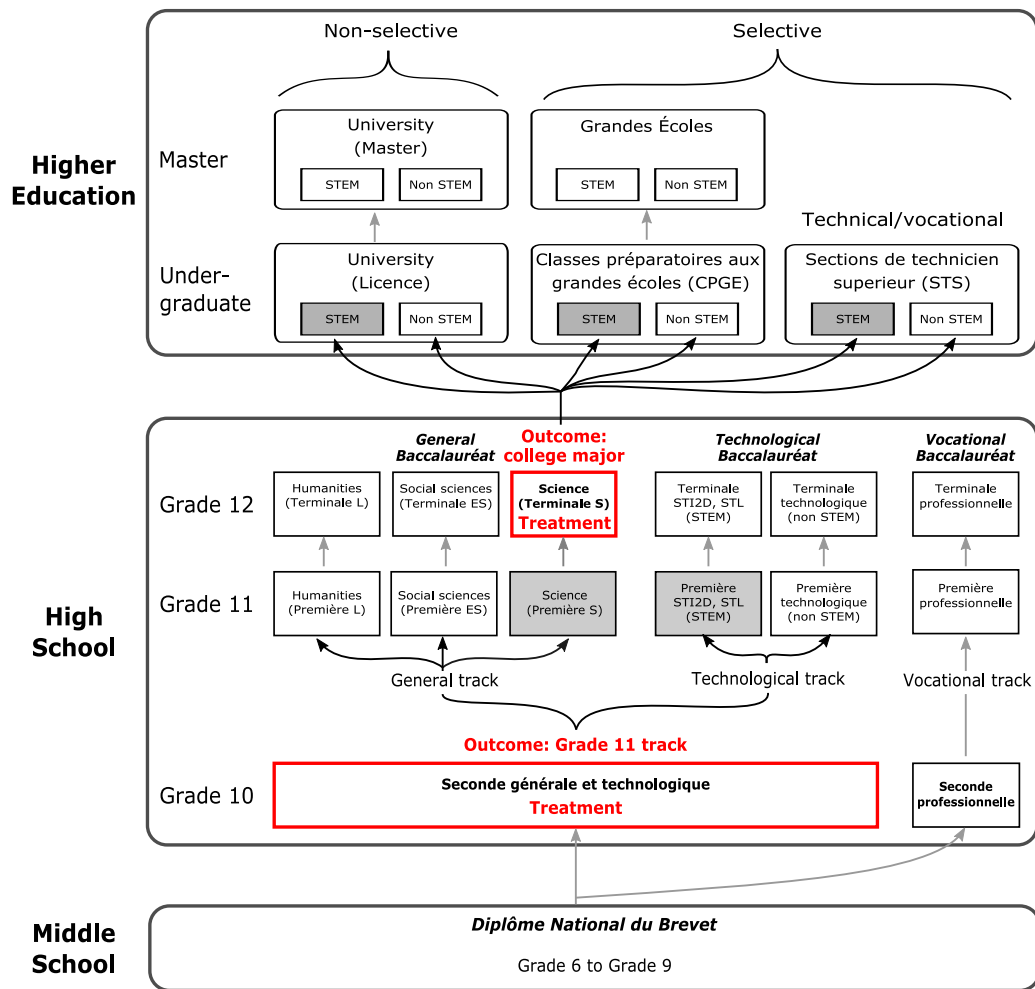 Non-selective
Selective
Higher
Education
Master
University
(Master)
STEM
Non STEM
Grandes Écoles
STEM
Non STEM
Technical/vocational
Under-
graduate
University
(Licence)
STEM
Non STEM
Classes préparatoires aux
grandes écoles (CPGE)
STEM
Non STEM
Sections de technicien
superieur (STS)
STEM
Non STEM
High
School
General
Baccalauréat
Outcome:
college major
Technological
Baccalauréat
Vocational
Baccalauréat
Grade 12
Humanities
(Terminale L)
Social sciences
(Terminale ES)
Science
(Terminale S)
Treatment
Terminale
STI2D, STL
(STEM)
Terminale
technologique
(non STEM)
Terminale
professionnelle
Grade 11
Humanities
(Première L)
Social sciences
(Première ES)
Science
(Première S)
Première
STI2D, STL
(STEM)
Première
technologique
(non STEM)
Première
professionnelle
General track
Technological track
Vocational track
Outcome: Grade 11 track
Grade 10
Seconde générale et technologique
Treatment
Seconde
professionnelle
Middle
School
Diplôme National du Brevet
Grade 6 to Grade 9